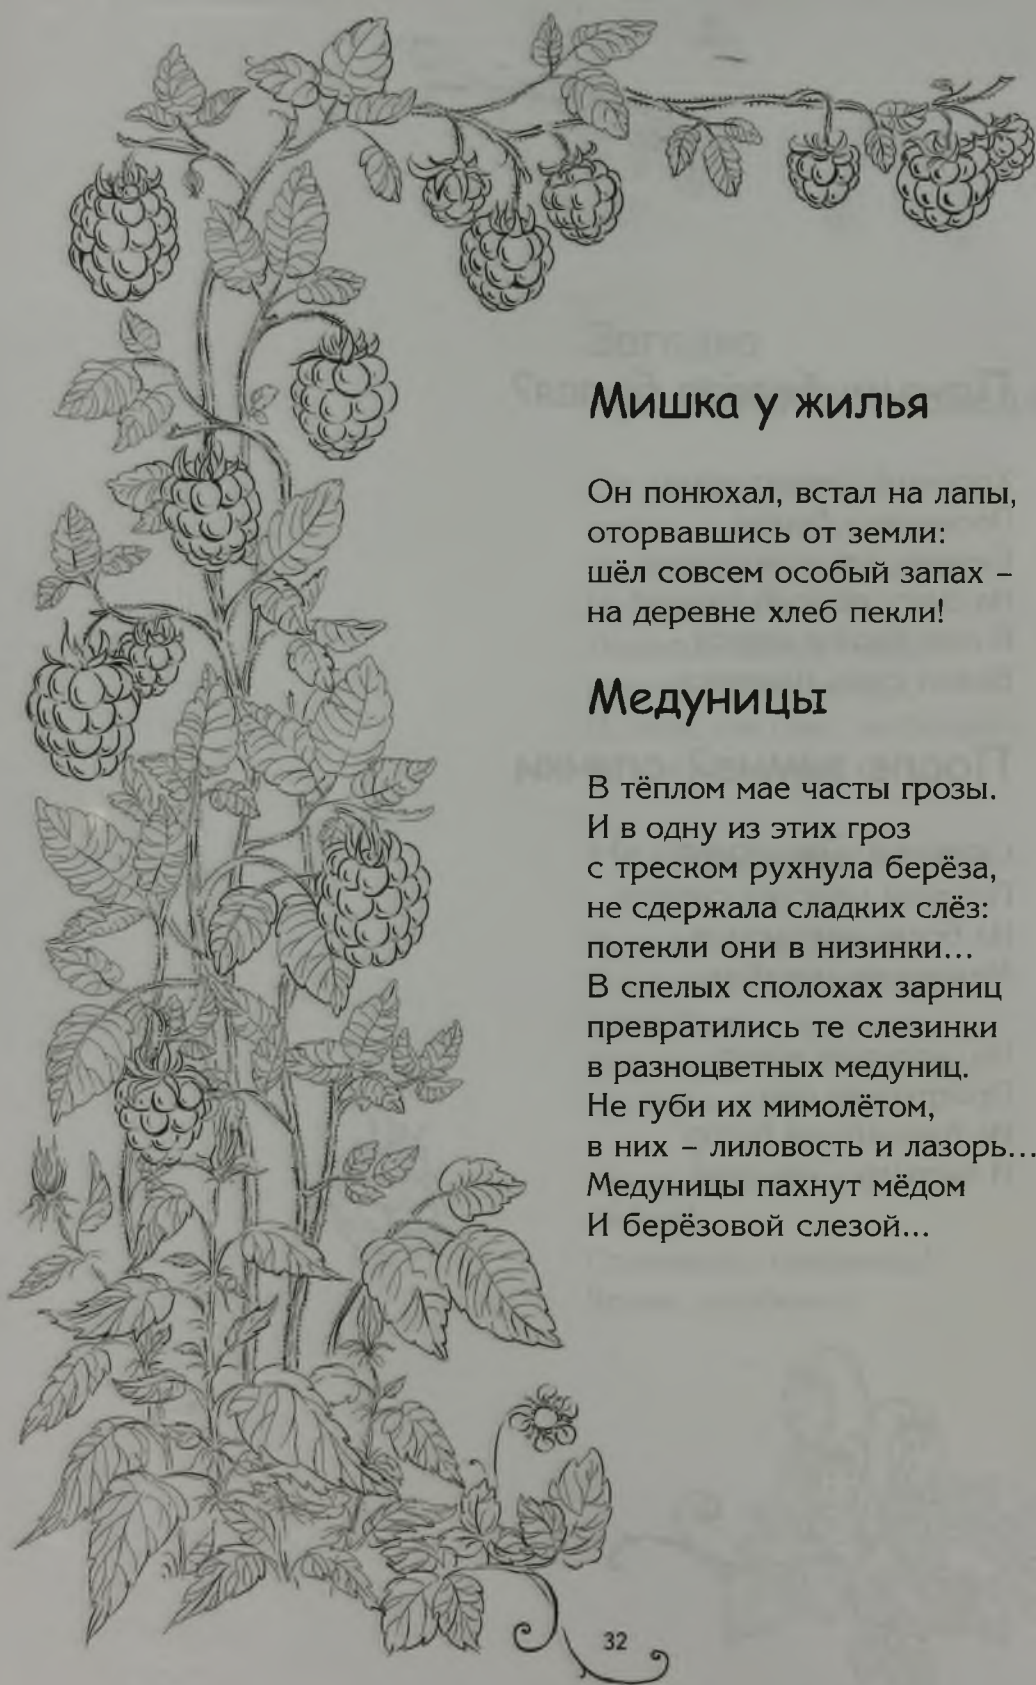 Мишка у жилья
Он понюхал, встал на лапы,
оторвавшись от земли:
шёл совсем особый запах –
на деревне хлеб пекли!
Медуницы
В тёплом мае часты грозы.
И в одну из этих гроз
с треском рухнула берёза,
не сдержала сладких слёз:
потекли они в низинки...
В спелых сполохах зарниц
превратились те слезинки
в разноцветных медуниц.
Не губи их мимолётом,
в них – лиловость и лазорь...
Медуницы пахнут мёдом
И берёзовой слезой...
32